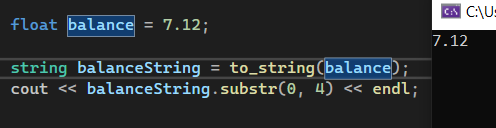 float balance = 7.12;
string balanceString = to_string(balance);
cout << balanceString.substr(0, 4) << endl;
C:\Us
7.12